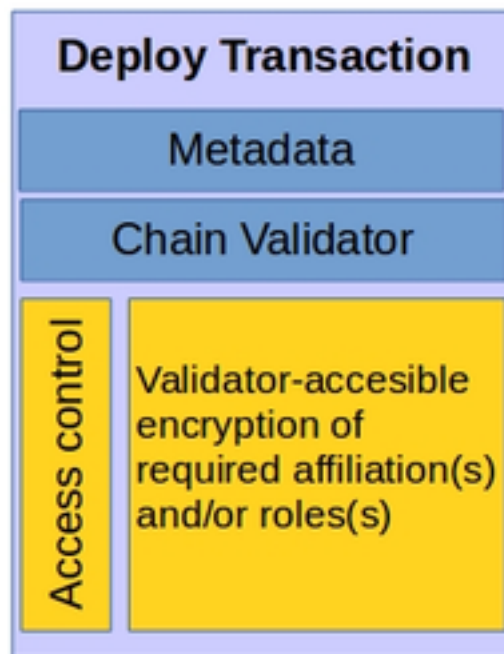 Deploy Transaction
Metadata
Chain Validator
Access control
Validator-accesible
encryption of
required affiliation(s)
and/or roles(s)